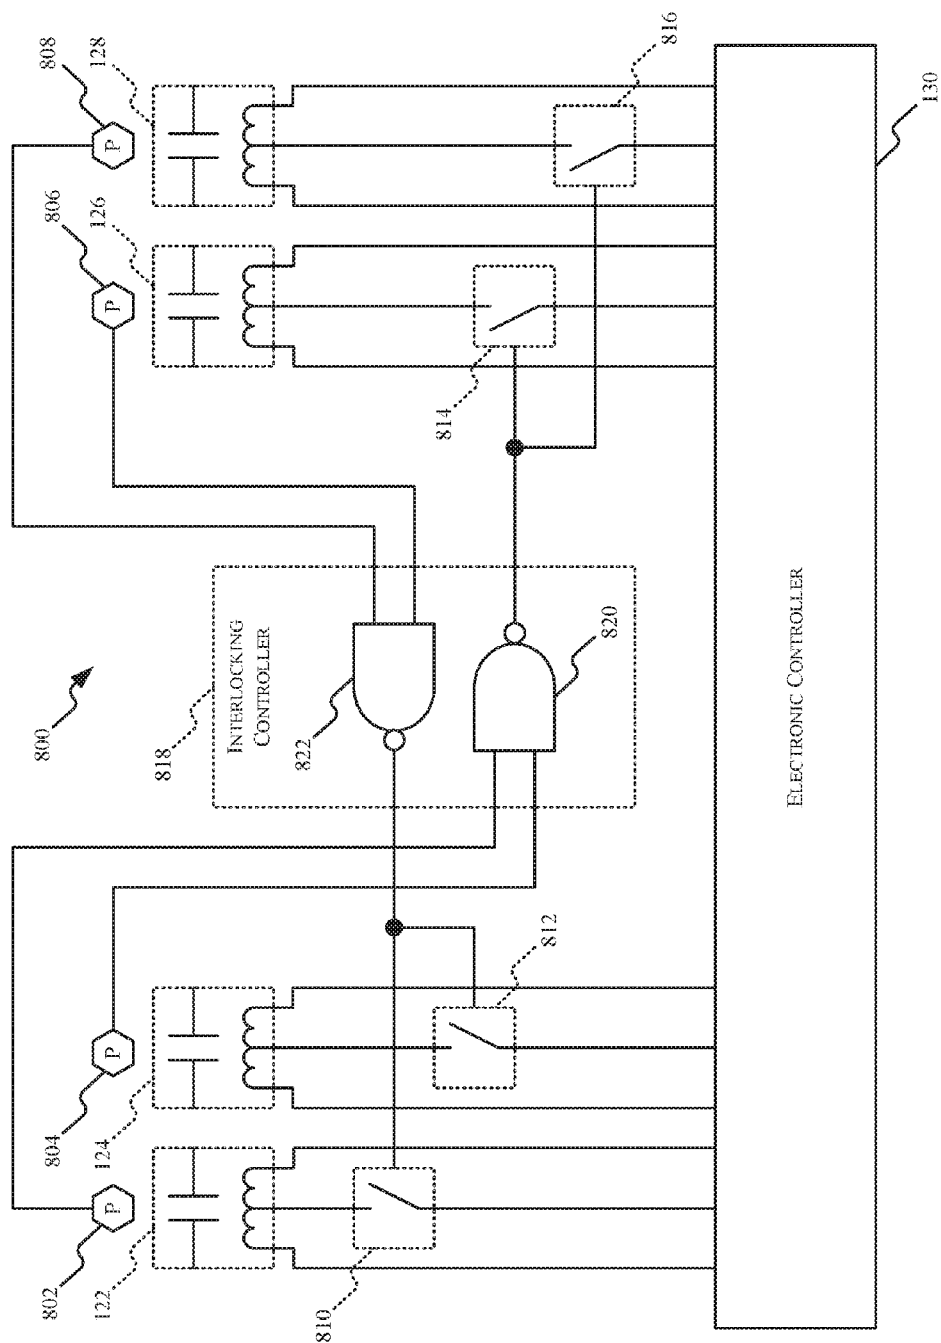 800
802
122
P
804
124
P
806
126
P
808
128
P
818
INTERLOCKING
CONTROLLER
822
820
810
812
814
816
ELECTRONIC CONTROLLER
130